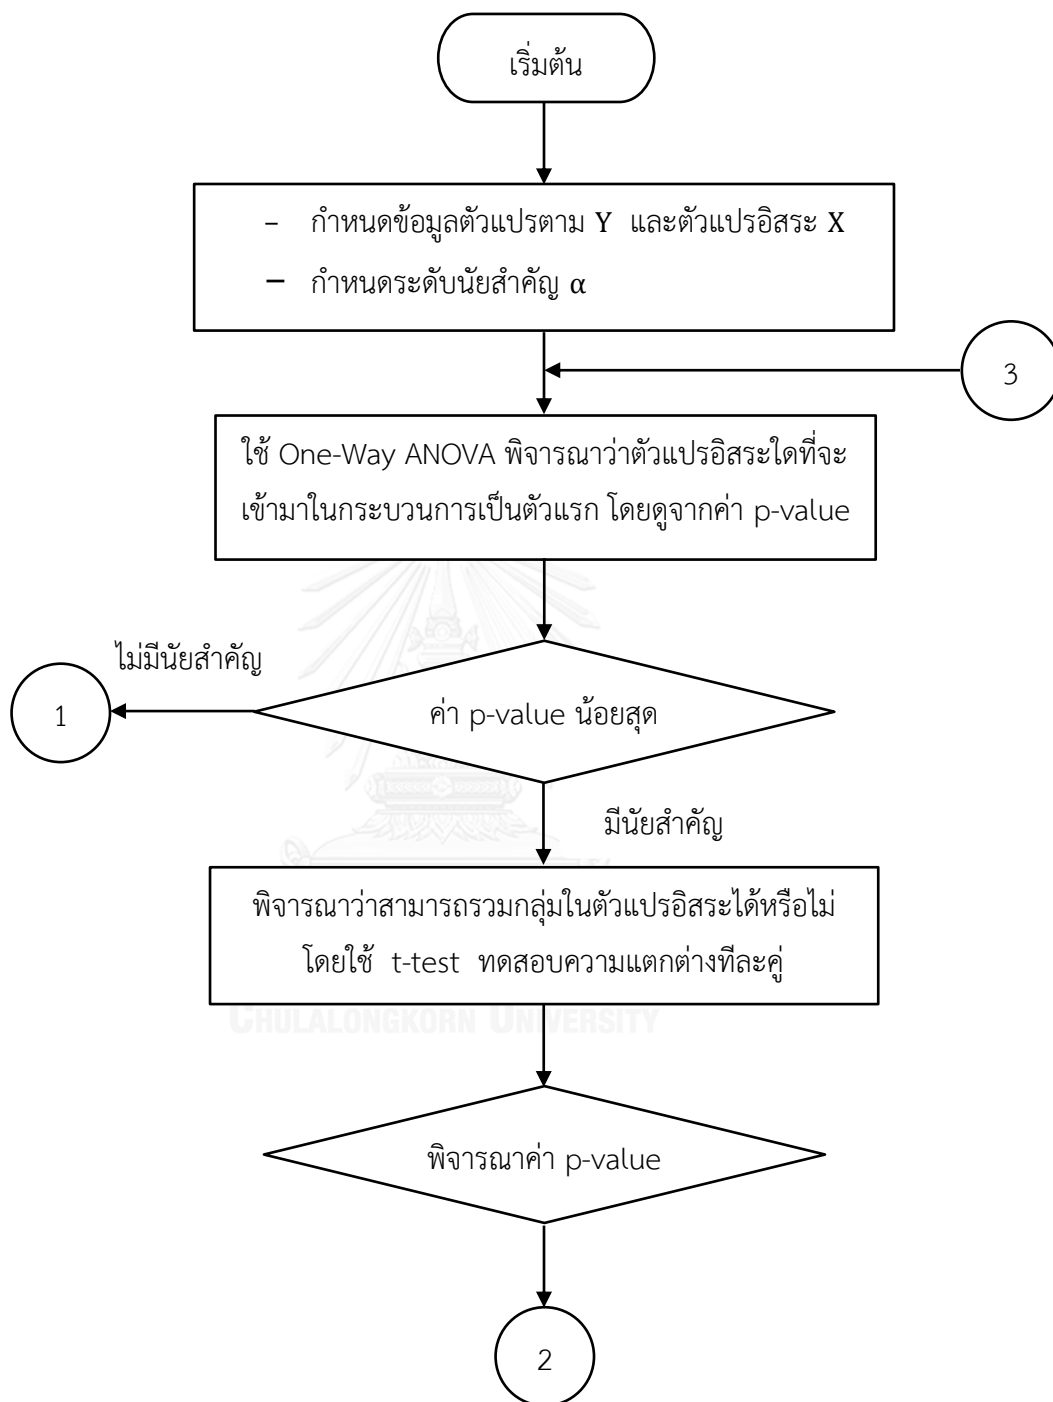 เริ่มต้น
- กำหนดข้อมูลตัวแปรตาม Y และตัวแปรอิสระ X
- กำหนดระดับนัยสำคัญ α
3
ใช้ One-Way ANOVA พิจารณาว่าตัวแปรอิสระใดที่จะ
เข้ามาในกระบวนการเป็นตัวแรก โดยดูจากค่า p-value
ไม่มีนัยสำคัญ
1
ค่า p-value น้อยสุด
มีนัยสำคัญ
พิจารณาว่าสามารถรวมกลุ่มในตัวแปรอิสระได้หรือไม่
โดยใช้ t-test ทดสอบความแตกต่างทีละคู่
CHULALONGKORN UNIVERSITY
พิจารณาค่า p-value
2